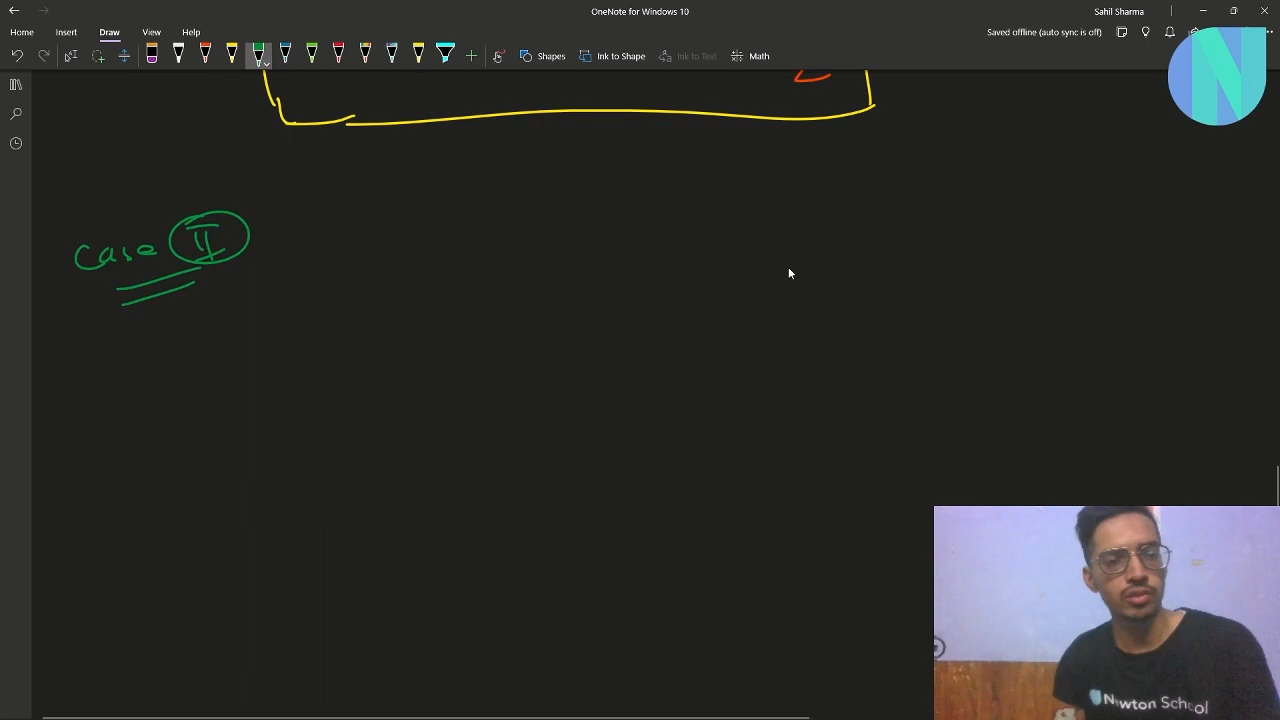 OneNote for Windows 10
Sahil Sharma
Home Insert Draw View Help
Saved offline (auto sync is off)
Shapes Ink to Shape Ink to Text Math
Case II
N
Newton School